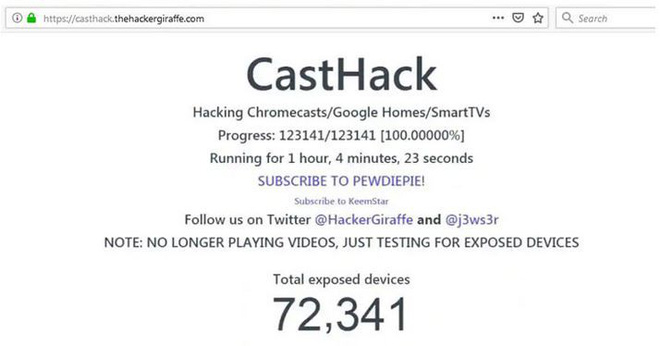 https://casthack.thehackergiraffe.com
Search
CastHack
Hacking Chromecasts/Google Homes/SmartTVs
Progress: 123141/123141 [100.00000%]
Running for 1 hour, 4 minutes, 23 seconds
SUBSCRIBE TO PEWDIEPIE!
Subscribe to KeemStar
Follow us on Twitter @HackerGiraffe and @j3ws3r
NOTE: NO LONGER PLAYING VIDEOS, JUST TESTING FOR EXPOSED DEVICES
Total exposed devices
72,341